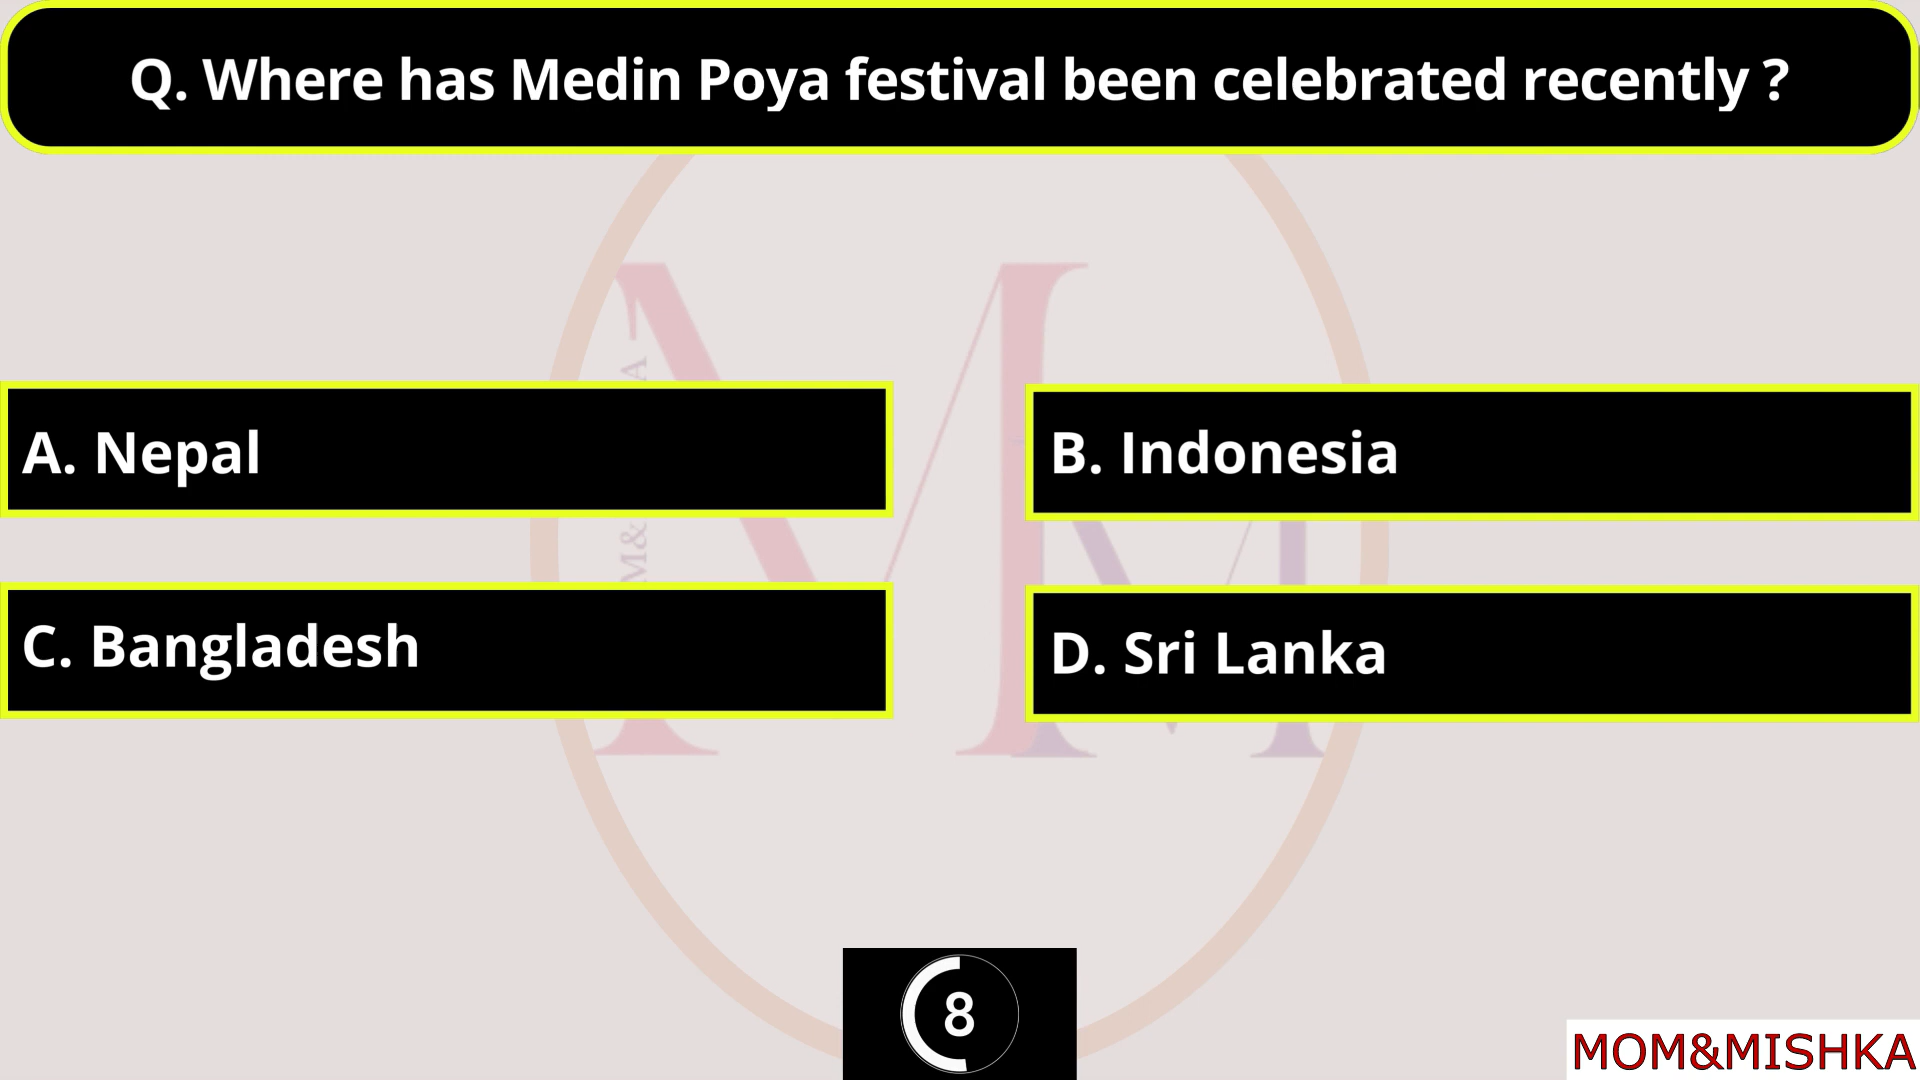 Q. Where has Medin Poya festival been celebrated recently ?
A. Nepal
B. Indonesia
C. Bangladesh
D. Sri Lanka
M&
A
8
MOM&MISHKA